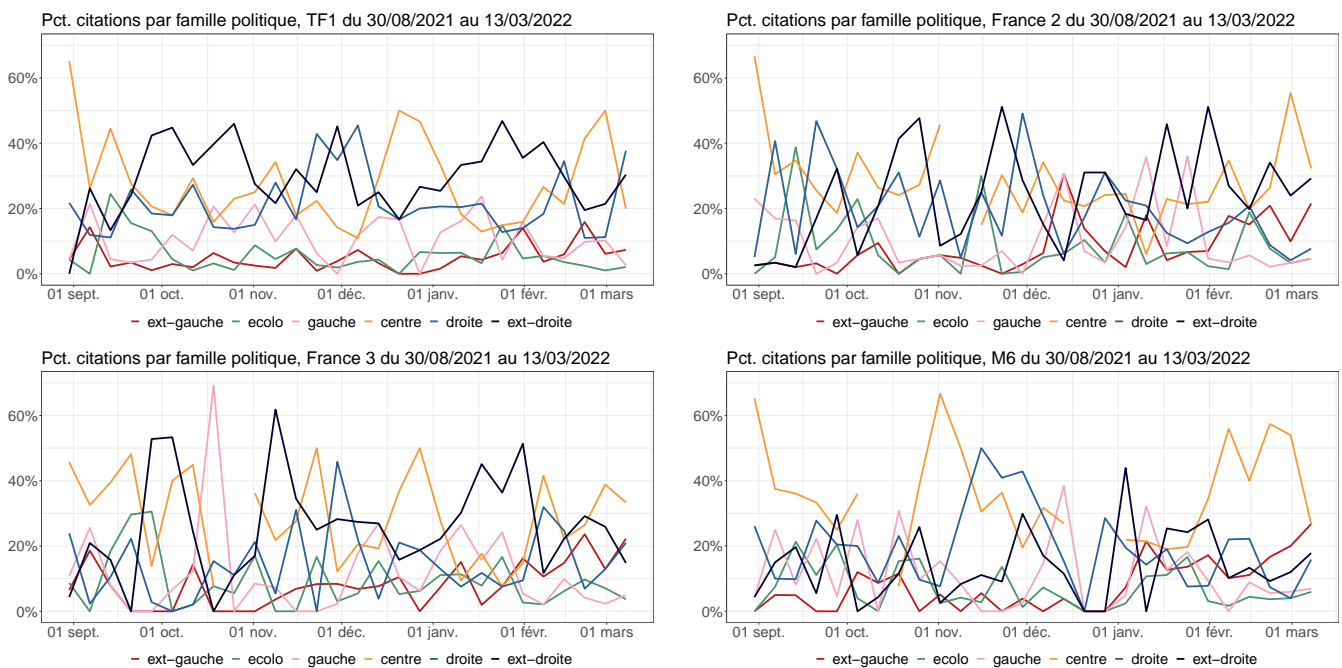 Pct. citations par famille politique, TF1 du 30/08/2021 au 13/03/2022
60%
40%
20%
0%
01 sept. 01 oct. 01 nov. 01 déc. 01 janv. 01 févr. 01 mars
ext−gauche ecolo gauche centre droite ext−droite
Pct. citations par famille politique, France 2 du 30/08/2021 au 13/03/2022
60%
40%
20%
0%
01 sept. 01 oct. 01 nov. 01 déc. 01 janv. 01 févr. 01 mars
ext−gauche ecolo gauche centre droite ext−droite
Pct. citations par famille politique, France 3 du 30/08/2021 au 13/03/2022
60%
40%
20%
0%
01 sept. 01 oct. 01 nov. 01 déc. 01 janv. 01 févr. 01 mars
ext−gauche ecolo gauche centre droite ext−droite
Pct. citations par famille politique, M6 du 30/08/2021 au 13/03/2022
60%
40%
20%
0%
01 sept. 01 oct. 01 nov. 01 déc. 01 janv. 01 févr. 01 mars
ext−gauche ecolo gauche centre droite ext−droite